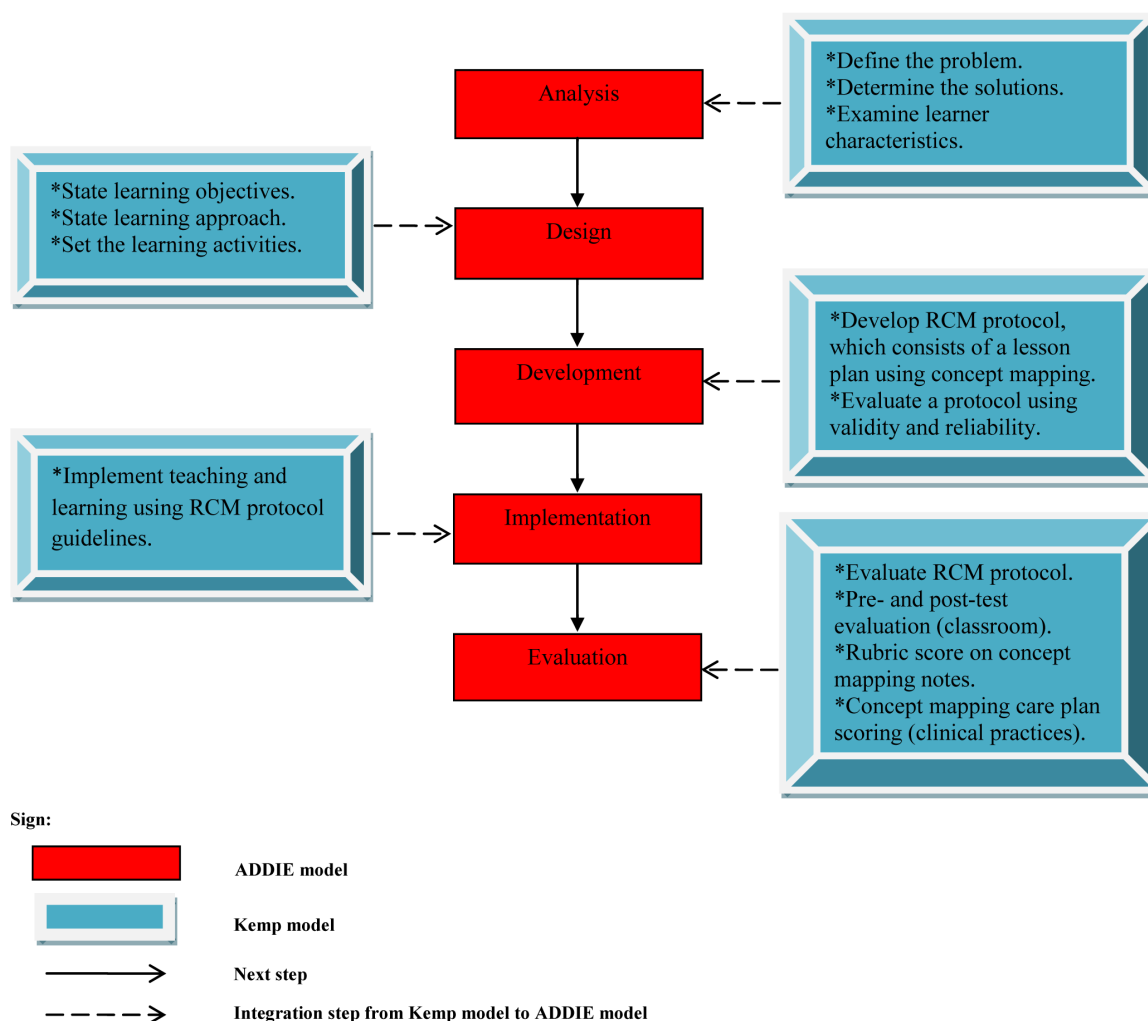 Analysis
*Define the problem.
*Determine the solutions.
*Examine learner
characteristics.
*State learning objectives.
*State learning approach.
*Set the learning activities.
Design
Development
*Develop RCM protocol,
which consists of a lesson
plan using concept mapping.
*Evaluate a protocol using
validity and reliability.
*Implement teaching and
learning using RCM protocol
guidelines.
Implementation
Evaluation
*Evaluate RCM protocol.
*Pre- and post-test
evaluation (classroom).
*Rubric score on concept
mapping notes.
*Concept mapping care plan
scoring (clinical practices).
Sign:
ADDIE model
Kemp model
Next step
Integration step from Kemp model to ADDIE model